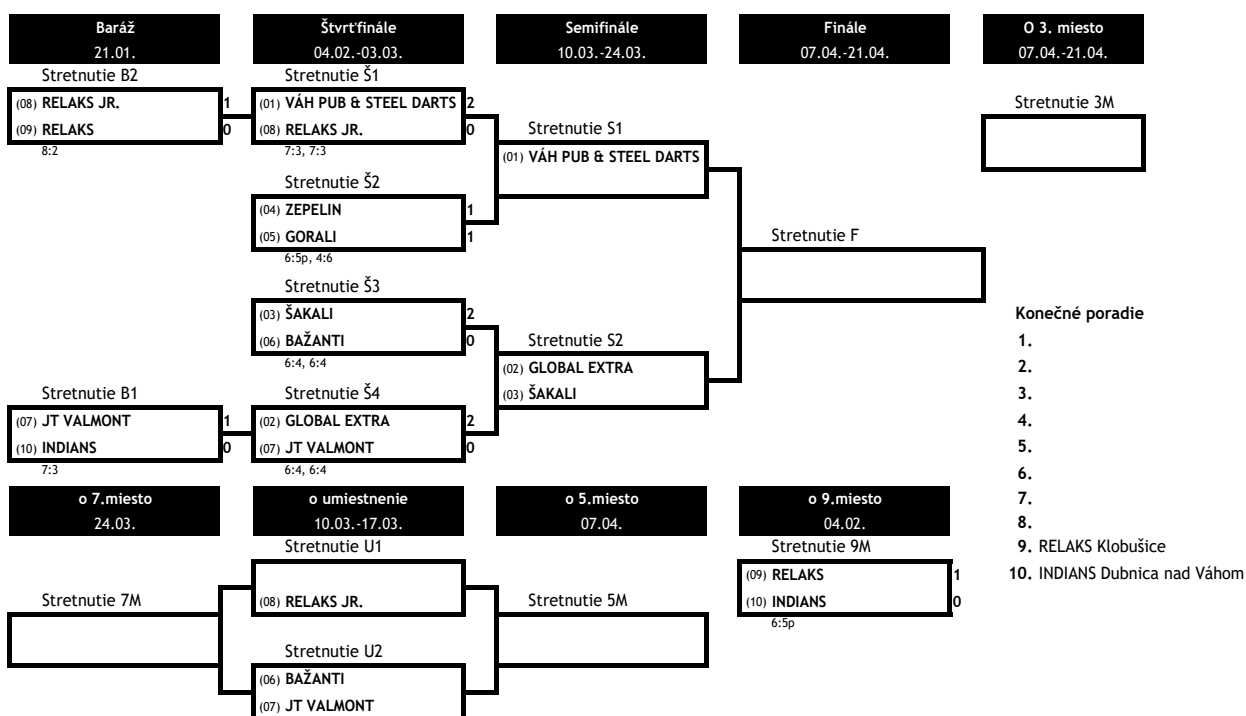 Baráž
21.01.
Štvrťfinále
04.02.-03.03.
Semifinále
10.03.-24.03.
Finále
07.04.-21.04.
O 3. miesto
07.04.-21.04.
Stretnutie B2
(08) RELAKS JR. 1
(09) RELAKS 0
8:2
Stretnutie Š1
(01) VÁH PUB & STEEL DARTS 2
(08) RELAKS JR. 0
7:3, 7:3
Stretnutie Š2
(04) ZEPELIN 1
(05) GORALI 1
6:5p, 4:6
Stretnutie Š3
(03) ŠAKALI 2
(06) BAŽANTI 0
6:4, 6:4
Stretnutie B1
(07) JT VALMONT 1
(10) INDIANS 0
7:3
Stretnutie Š4
(02) GLOBAL EXTRA 2
(07) JT VALMONT 0
6:4, 6:4
Stretnutie S1
(01) VÁH PUB & STEEL DARTS
Stretnutie S2
(02) GLOBAL EXTRA
(03) ŠAKALI
Stretnutie F
Stretnutie 3M
Konečné poradie
1.
2.
3.
4.
5.
6.
7.
8.
9. RELAKS Klobušice
10. INDIANS Dubnica nad Váhom
o 7.miesto
24.03.
o umiestnenie
10.03.-17.03.
o 5.miesto
07.04.
o 9.miesto
04.02.
Stretnutie 7M
Stretnutie U1
(08) RELAKS JR.
Stretnutie U2
(06) BAŽANTI
(07) JT VALMONT
Stretnutie 5M
Stretnutie 9M
(09) RELAKS 1
(10) INDIANS 0
6:5p